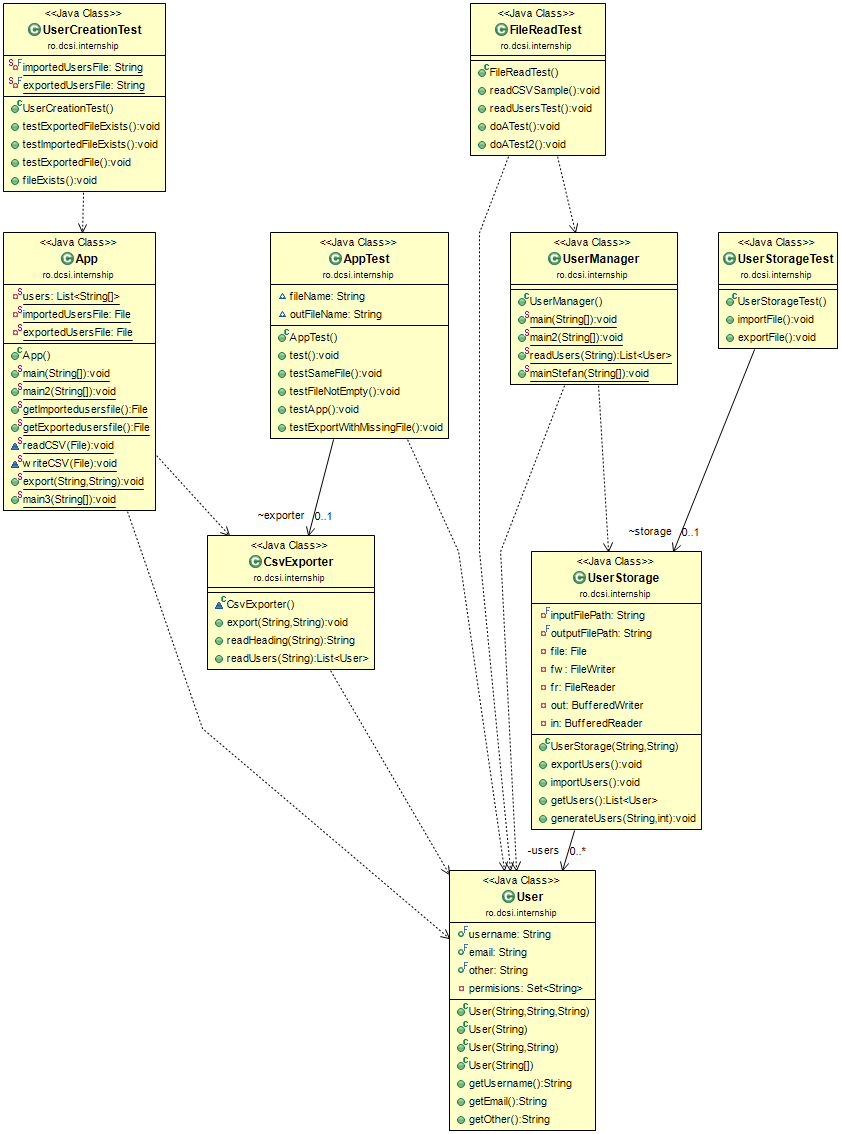 <<Java Class>>
UserCreationTest
ro.dcsi.internship
importedUsersFile: String
exportedUsersFile: String
UserCreationTest()
testExportedFileExists():void
testImportedFileExists():void
testExportedFile():void
fileExists():void
<<Java Class>>
FileReadTest
ro.dcsi.internship
FileReadTest()
readCSVSample():void
readUsersTest():void
doATest():void
doATest2():void
<<Java Class>>
App
ro.dcsi.internship
users: List<String[]>
importedUsersFile: File
exportedUsersFile: File
App()
main(String[]):void
main2(String[]):void
getImportedusersfile():File
getExportedusersfile():File
readCSV(File):void
writeCSV(File):void
export(String,String):void
main3(String[]):void
<<Java Class>>
AppTest
ro.dcsi.internship
fileName: String
outFileName: String
AppTest()
test():void
testSameFile():void
testFileNotEmpty():void
testApp():void
testExportWithMissingFile():void
<<Java Class>>
UserManager
ro.dcsi.internship
UserManager()
main(String[]):void
main2(String[]):void
readUsers(String):List<User>
mainStefan(String[]):void
<<Java Class>>
UserStorageTest
ro.dcsi.internship
UserStorageTest()
importFile():void
exportFile():void
~exporter 0..1
~storage 0..1
<<Java Class>>
CsvExporter
ro.dcsi.internship
CsvExporter()
export(String,String):void
readHeading(String):String
readUsers(String):List<User>
<<Java Class>>
UserStorage
ro.dcsi.internship
inputFilePath: String
outputFilePath: String
file: File
fw: FileWriter
fr: FileReader
out: BufferedWriter
in: BufferedReader
UserStorage(String,String)
exportUsers():void
importUsers():void
getUsers():List<User>
generateUsers(String,int):void
-users 0..*
<<Java Class>>
User
ro.dcsi.internship
username: String
email: String
other: String
permisions: Set<String>
User(String,String,String)
User(String)
User(String,String)
User(String[])
getUsername():String
getEmail():String
getOther():String